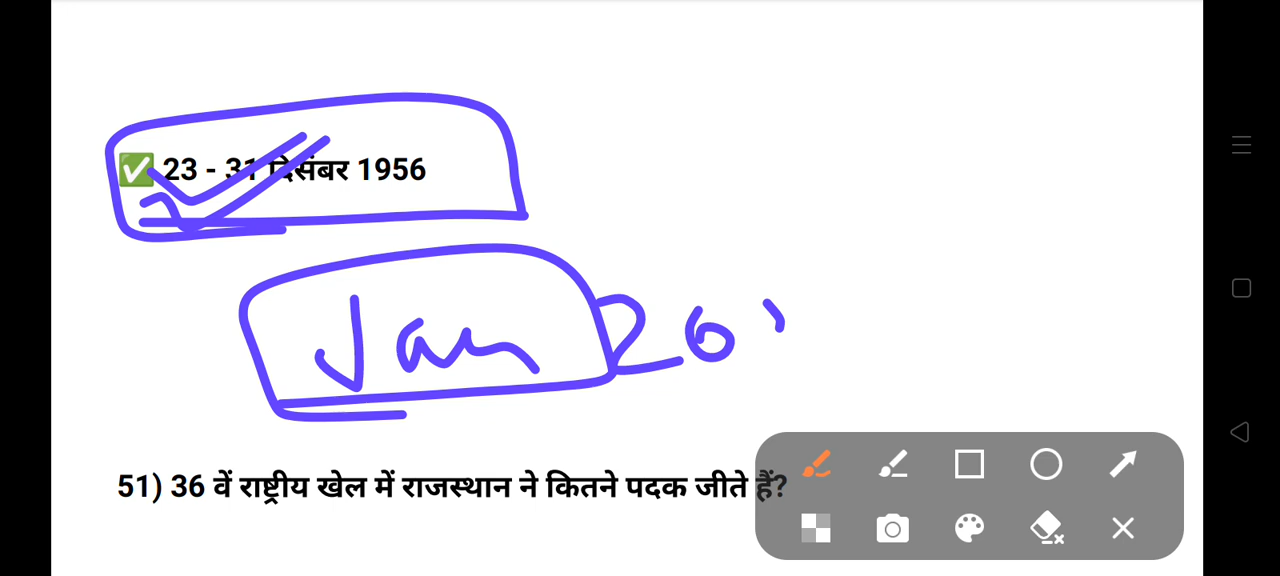 ✅ 23 - 31 दिसंबर 1956
Jan 20
51) 36 वें राष्ट्रीय खेल में राजस्थान ने कितने पदक जीते हैं?